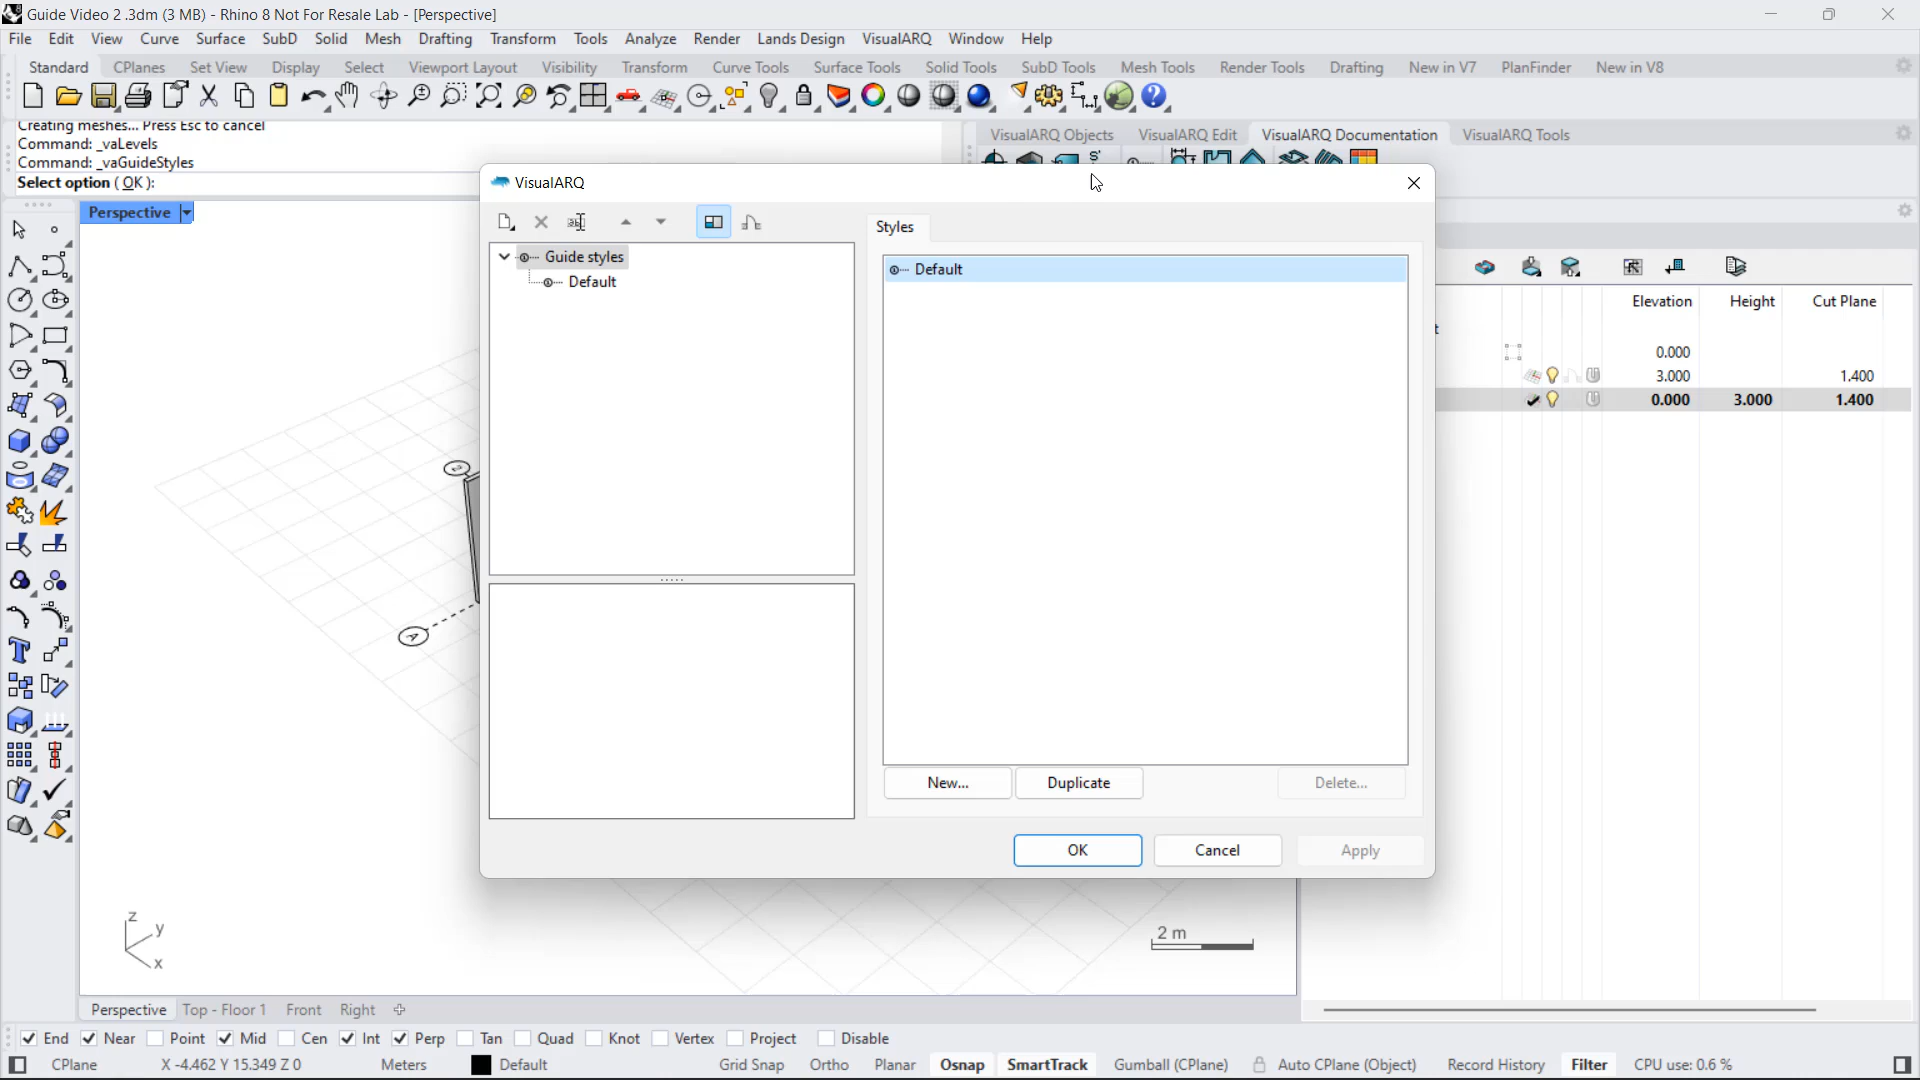 Guide Video 2 .3dm (3 MB) - Rhino 8 Not For Resale Lab - [Perspective]
File Edit View Curve Surface SubD Solid Mesh Drafting Transform Tools Analyze Render Lands Design VisualARQ Window Help
Standard CPlanes Set View Display Select Viewport Layout Visibility Transform Curve Tools Surface Tools Solid Tools SubD Tools Mesh Tools Render Tools Drafting New in V7 PlanFinder New in V8
Creating meshes... Press Esc to cancel
Command: _vaLevels
Command: _vaGuideStyles
Select option ( OK ):
VisualARQ Objects VisualARQ Edit VisualARQ Documentation VisualARQ Tools
Perspective
VisualARQ
Guide styles
Default
Styles
Default
New... Duplicate Delete...
OK Cancel Apply
Elevation Height Cut Plane
t
0.000
3.000 1.400
0.000 3.000 1.400
2
A
z
y
x
2 m
Perspective Top - Floor 1 Front Right
End Near Point Mid Cen Int Perp Tan Quad Knot Vertex Project Disable
CPlane X -4.462 Y 15.349 Z 0 Meters Default Grid Snap Ortho Planar Osnap SmartTrack Gumball (CPlane) Auto CPlane (Object) Record History Filter CPU use: 0.6 %